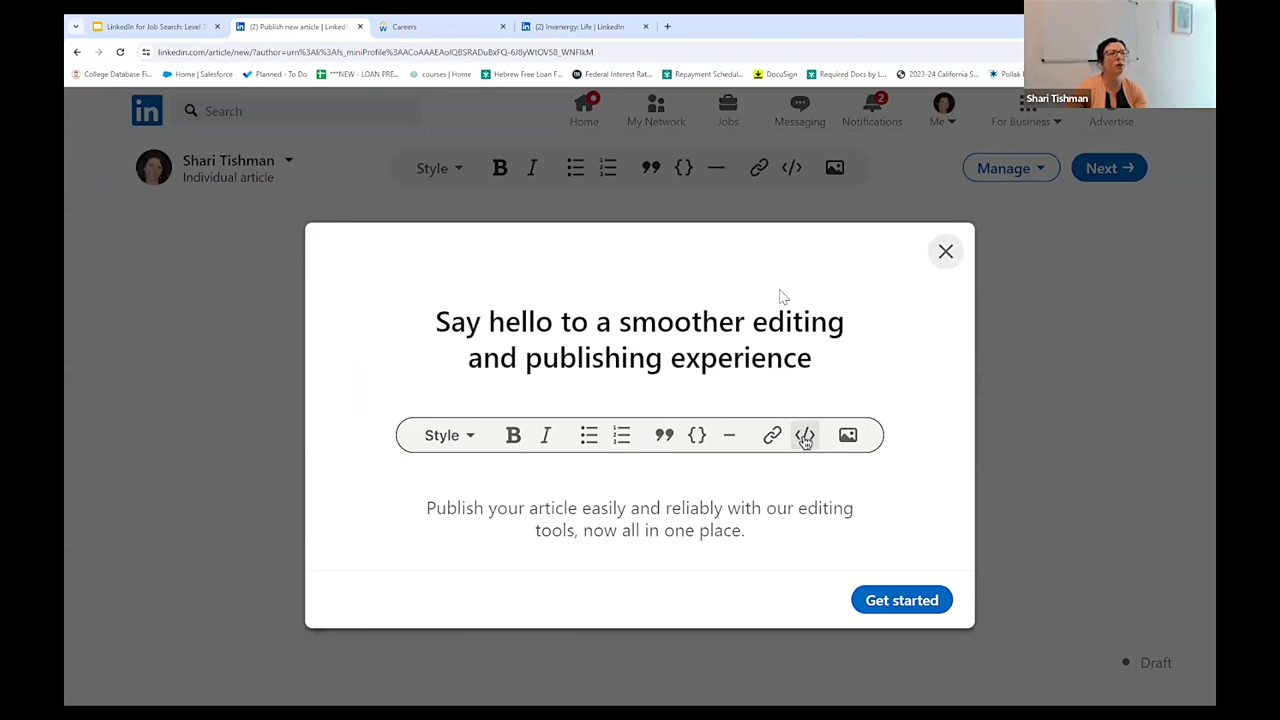 LinkedIn for Job Search: Level
(2) Publish new article | Linked
Careers
(2) Invenergy: Life | LinkedIn
linkedin.com/article/new/?author=urn%3Ali%3Afs_miniProfile%3AACoAAAEAoIQBSRADuBxFQ-6J8yWtOV58_WNFIkM
College Database Fi...
Home | Salesforce
Planned - To Do
***NEW - LOAN PRE...
courses | Home
Hebrew Free Loan F...
Federal Interest Rat...
Repayment Schedul...
DocuSign
Required Docs by L...
2023-24 California S...
Pollak
Shari Tishman
in
Search
Home
My Network
Jobs
Messaging
2
Notifications
Me
For Business
Advertise
Shari Tishman
Individual article
Style
B
I
Manage
Next →
Say hello to a smoother editing
and publishing experience
Style B I
Publish your article easily and reliably with our editing
tools, now all in one place.
Get started
Draft